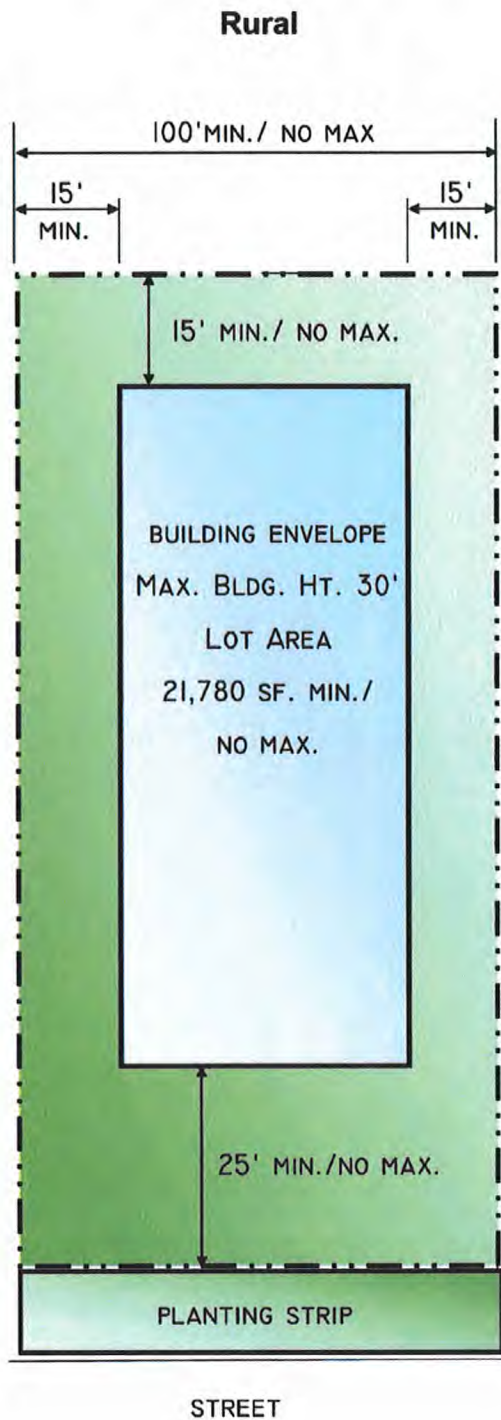 Rural
100'MIN./ NO MAX
15'
MIN.
15'
MIN.
15' MIN./ NO MAX.
BUILDING ENVELOPE
MAX. BLDG. HT. 30'
LOT AREA
21,780 SF. MIN./
NO MAX.
25' MIN./NO MAX.
PLANTING STRIP
STREET